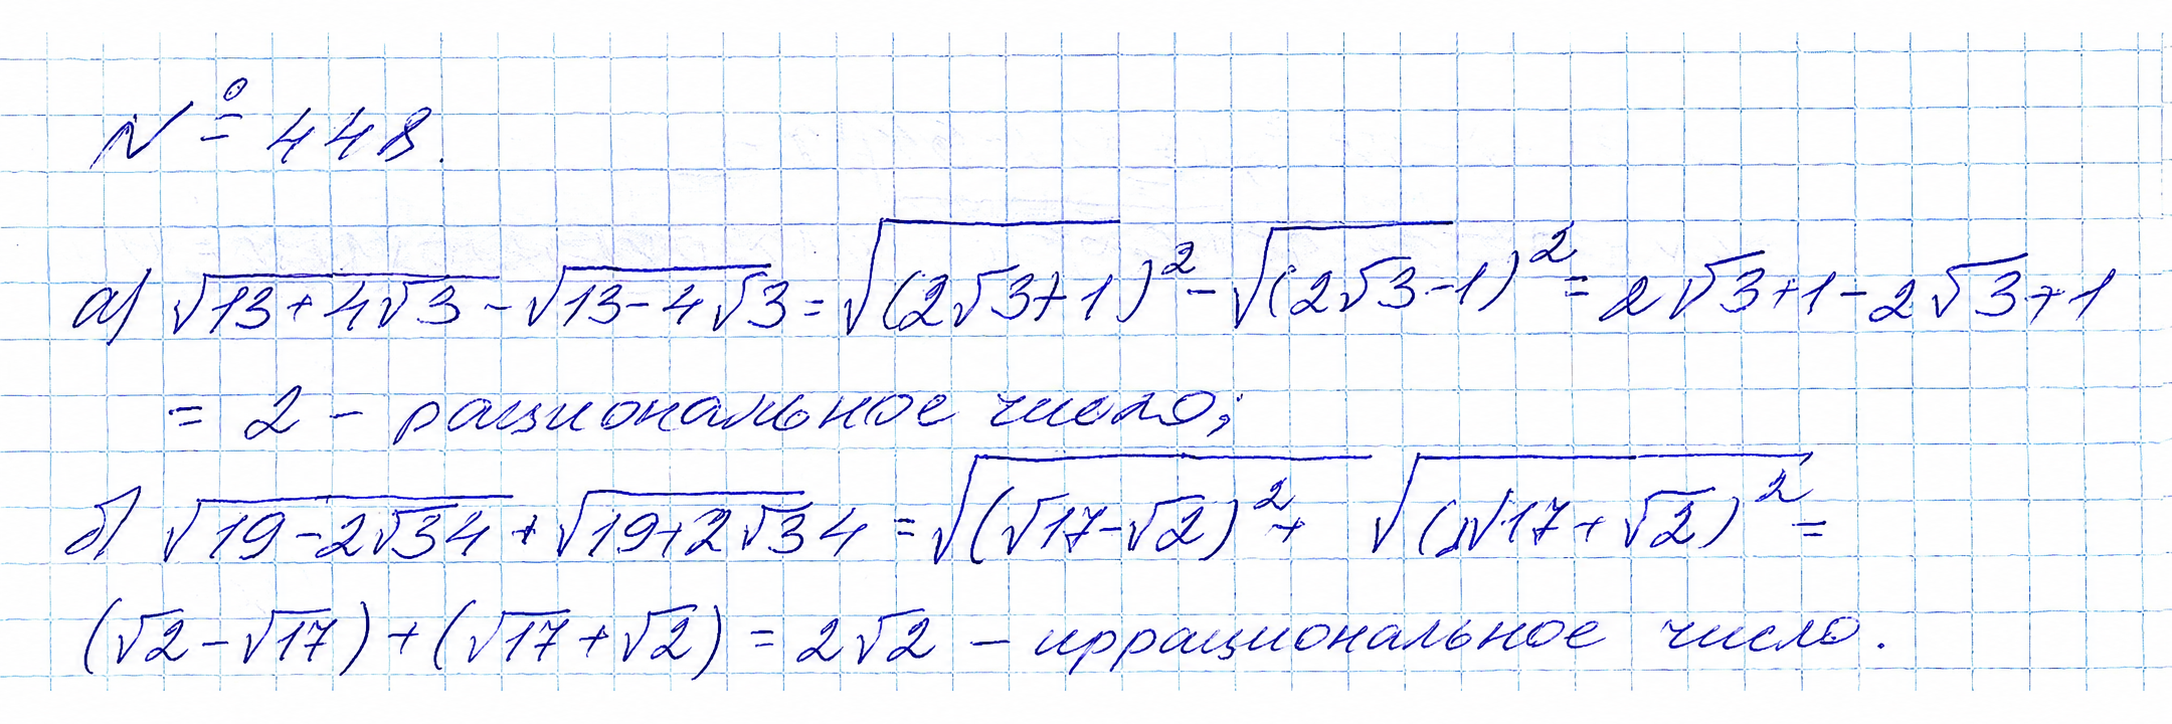 № 448.
а) √13+4√3 - √13-4√3 = √(2√3+1)² - √(2√3-1)² = 2√3+1-2√3+1
= 2 - рациональное число;
б) √19-2√34 + √19+2√34 = √(√17-√2)² + √(√17+√2)² =
(√2-√17)+(√17+√2) = 2√2 - иррациональное число.